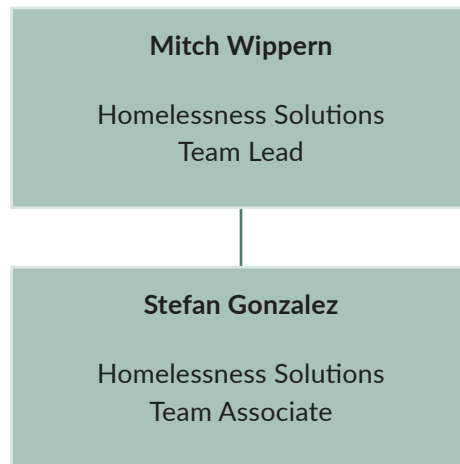 Mitch Wippern
Homelessness Solutions
Team Lead
Stefan Gonzalez
Homelessness Solutions
Team Associate